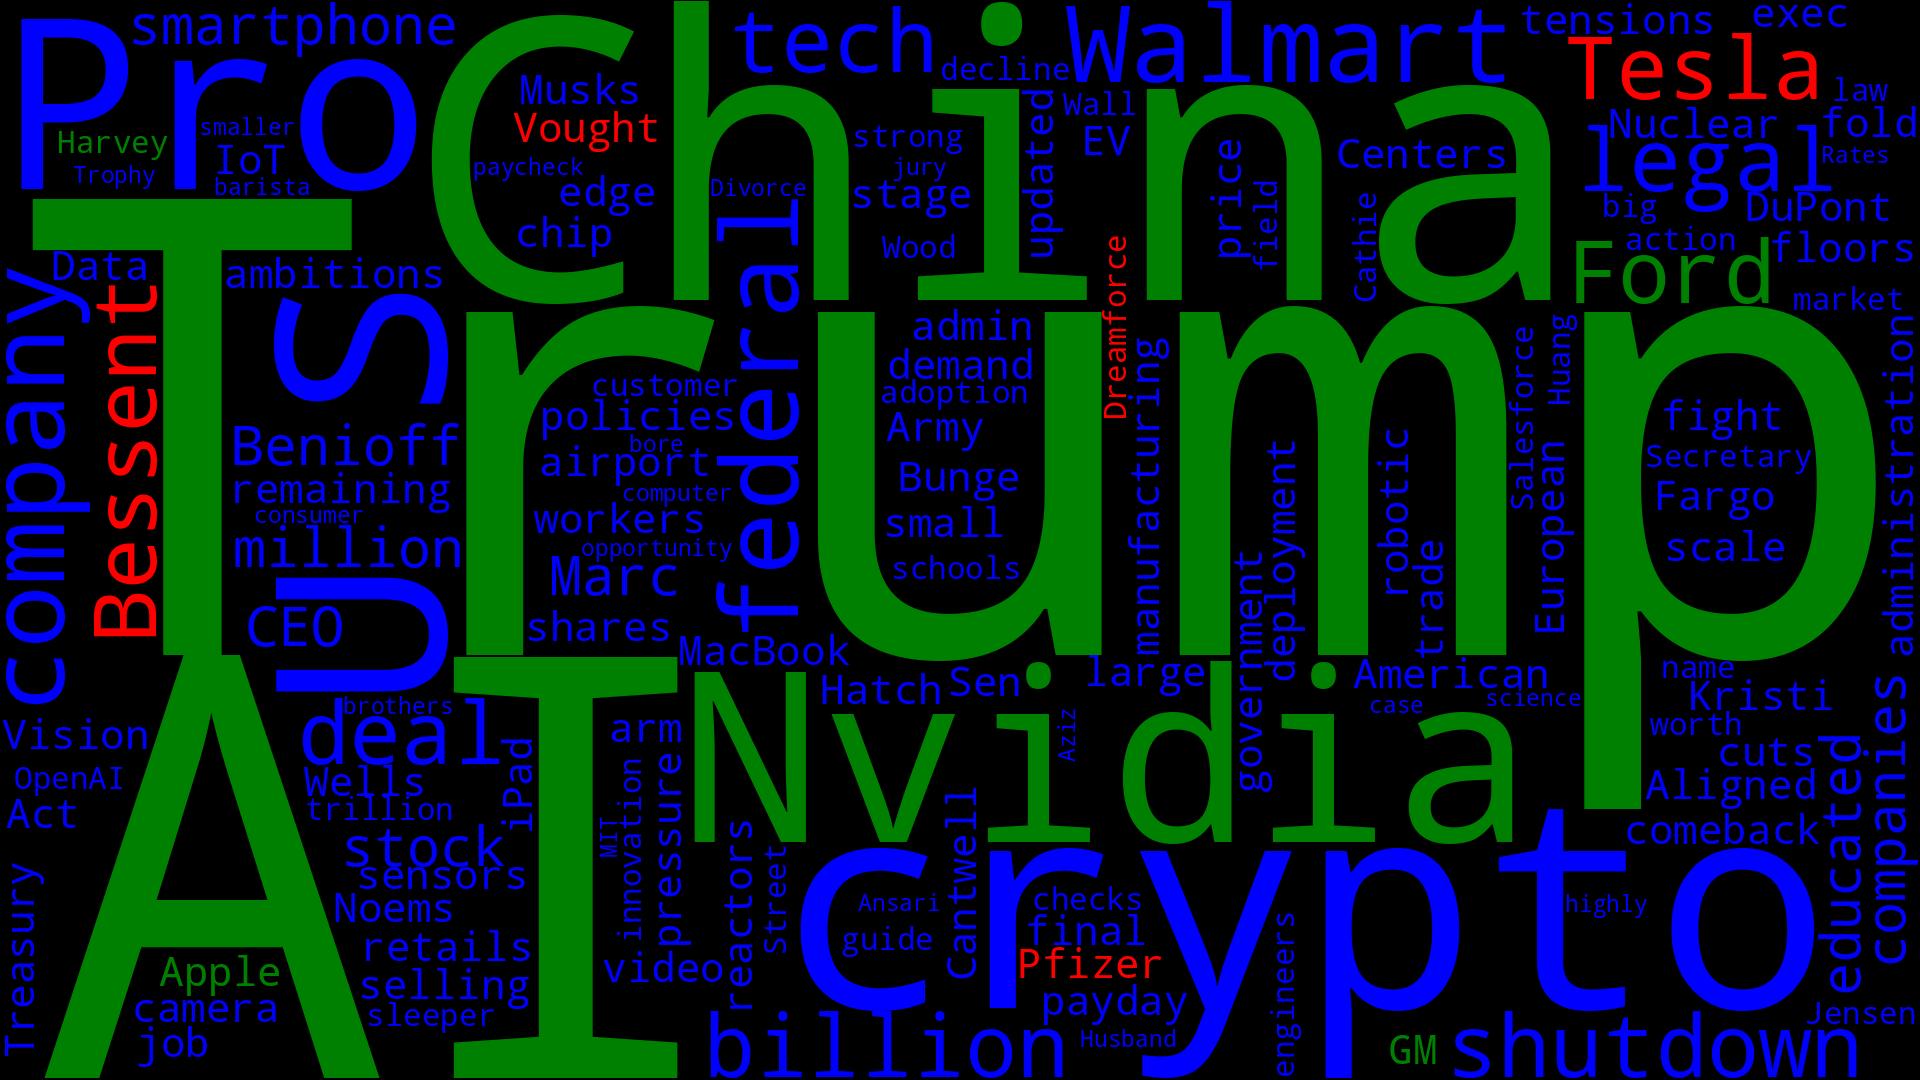 Pro
smartphone
China
tech
Walmart
tensions
exec
Tesla
decline
Musks
Vought
Harvey
smaller
IoT
Trophy
barista
paycheck
edge
chip
Divorce
strong
jury
stage
Wood
updated
Wall
EV
price
field
Centers
Cathie
law
Nuclear
fold
legal
Rates
big
DuPont
action
floors
Ford
market
Trump
Data
ambitions
company
Bessent
US
federal
Dreamforce
Benioff
remaining
consumer
million
CEO
customer
policies
bore
airport
computer
workers
opportunity
Marc
shares
admin
demand
adoption
Army
Bunge
small
schools
manufacturing
government
deployment
robotic
trade
Salesforce
Huang
European
fight
Secretary
Fargo
scale
administration
MacBook
AI
Nvidia
Hatch
Sen
large
American
case
science
name
Kristi
worth
cuts
Aligned
comeback
educated
companies
brothers
deal
Vision
OpenAI
Act
Wells
trillion
iPad
arm
innovation
MIT
pressure
Aziz
stock
sensors
Noems
retails
selling
sleeper
Treasury
Apple
camera
job
video
reactors
Street
crypto
Ansari
guide
Cantwell
checks
final
Pfizer
payday
Husband
engineers
highly
billion
GM
shutdown
Jensen